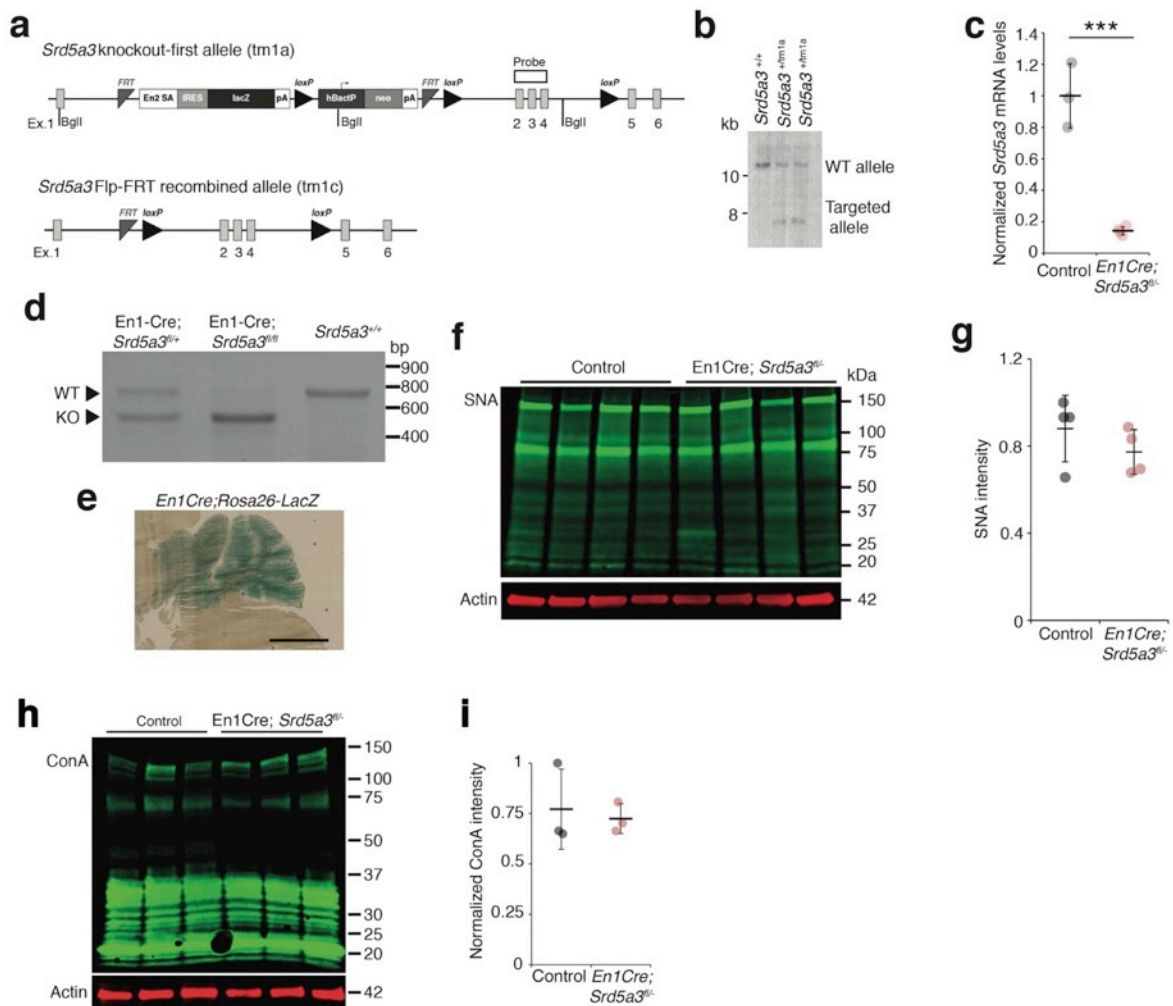 a
Srd5a3 knockout-first allele (tm1a)
FRT
loxP
FRT
loxP
Probe
loxP
En2 SA
IRES
lacZ
pA
hBactP
neo
pA
Ex.1
BglI
BglI
2
3
4
BglI
5
6
Srd5a3 Flp-FRT recombined allele (tm1c)
FRT
loxP
loxP
Ex.1
2
3
4
5
6
b
Srd5a3 +/+
Srd5a3 +/tm1a
Srd5a3 +/tm1a
kb
10
8
WT allele
Targeted
allele
c
***
Normalized Srd5a3 mRNA levels
1.4
1.2
1
0.8
0.6
0.4
0.2
0
Control
En1Cre;
Srd5a3fl/-
d
En1-Cre;
Srd5a3fl/+
En1-Cre;
Srd5a3fl/fl
Srd5a3+/+
bp
WT
KO
900
800
600
400
e
En1Cre;Rosa26-LacZ
f
Control
En1Cre; Srd5a3fl/-
kDa
SNA
150
100
75
50
37
25
20
Actin
42
g
SNA intensity
1.2
0.8
0.4
0
Control
En1Cre;
Srd5a3fl/-
h
Control
En1Cre; Srd5a3fl/-
ConA
150
100
75
50
37
30
25
20
Actin
42
i
Normalized ConA intensity
1
0.75
0.5
0.25
0
Control
En1Cre;
Srd5a3fl/-